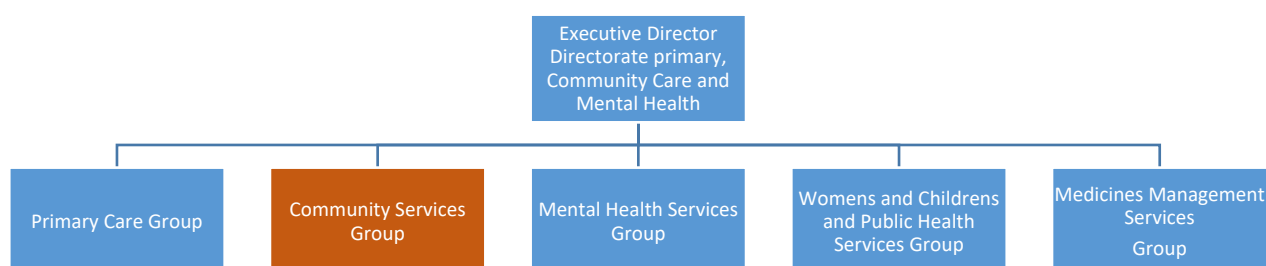 Executive Director
Directorate primary,
Community Care and
Mental Health
Primary Care Group
Community Services
Group
Mental Health Services
Group
Womens and Childrens
and Public Health
Services Group
Medicines Management
Services
Group